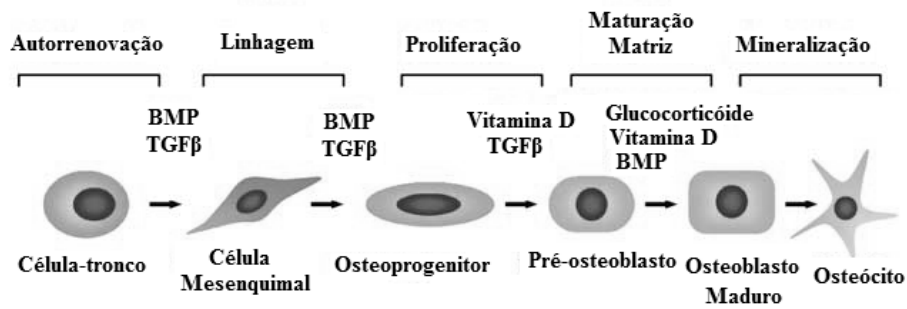 Autorrenovação
Linhagem
Proliferação
Maturação
Matriz
Mineralização
BMP
TGFβ
BMP
TGFβ
Vitamina D
TGFβ
Glucocorticóide
Vitamina D
BMP
Célula-tronco
Célula
Mesenquimal
Osteoprogenitor
Pré-osteoblasto
Osteoblasto
Maduro
Osteócito